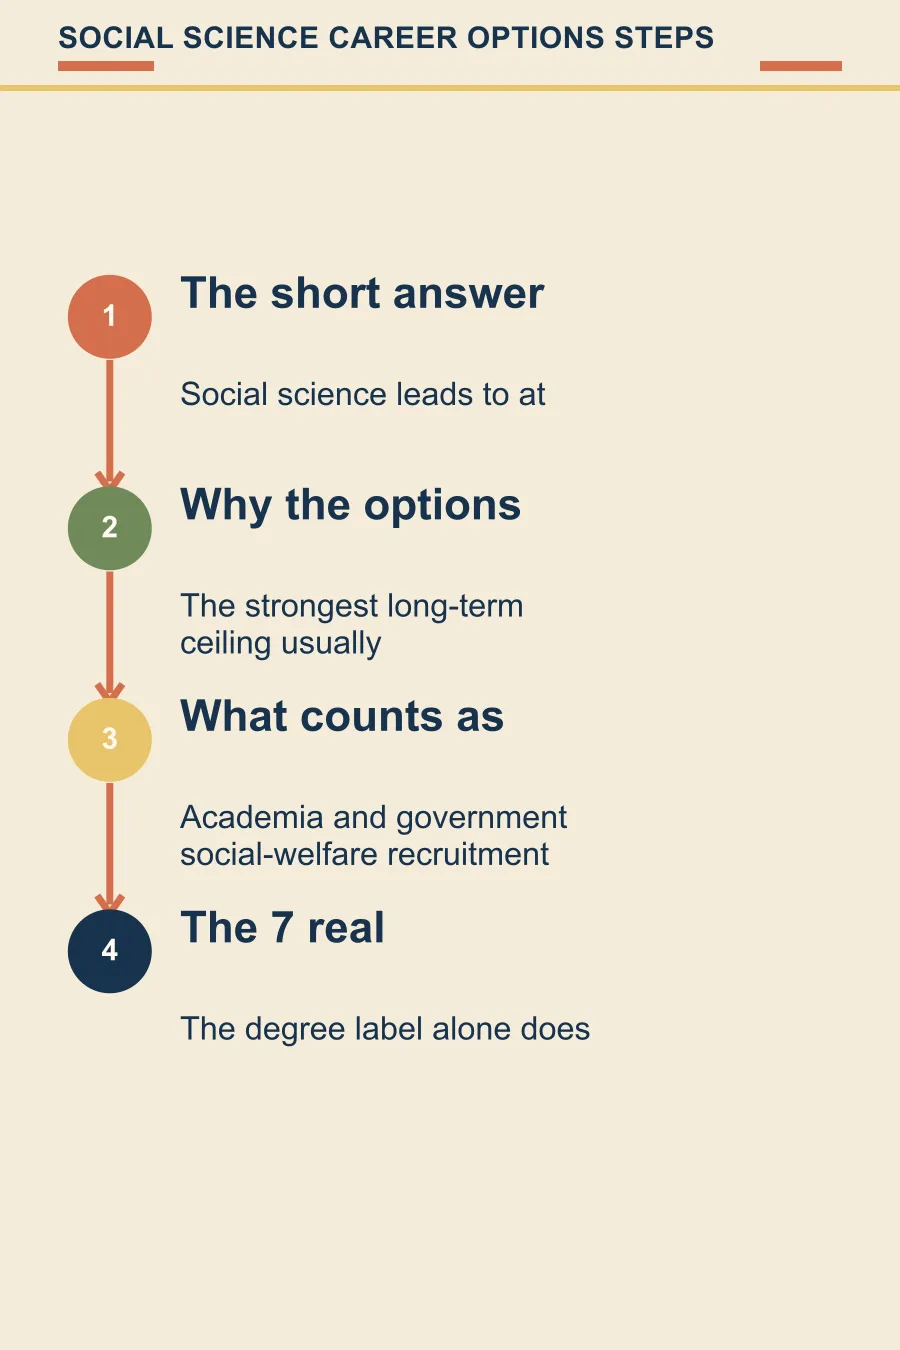 SOCIAL SCIENCE CAREER OPTIONS STEPS
1
The short answer
Social science leads to at
2
Why the options
The strongest long-term
ceiling usually
3
What counts as
Academia and government
social-welfare recruitment
4
The 7 real
The degree label alone does